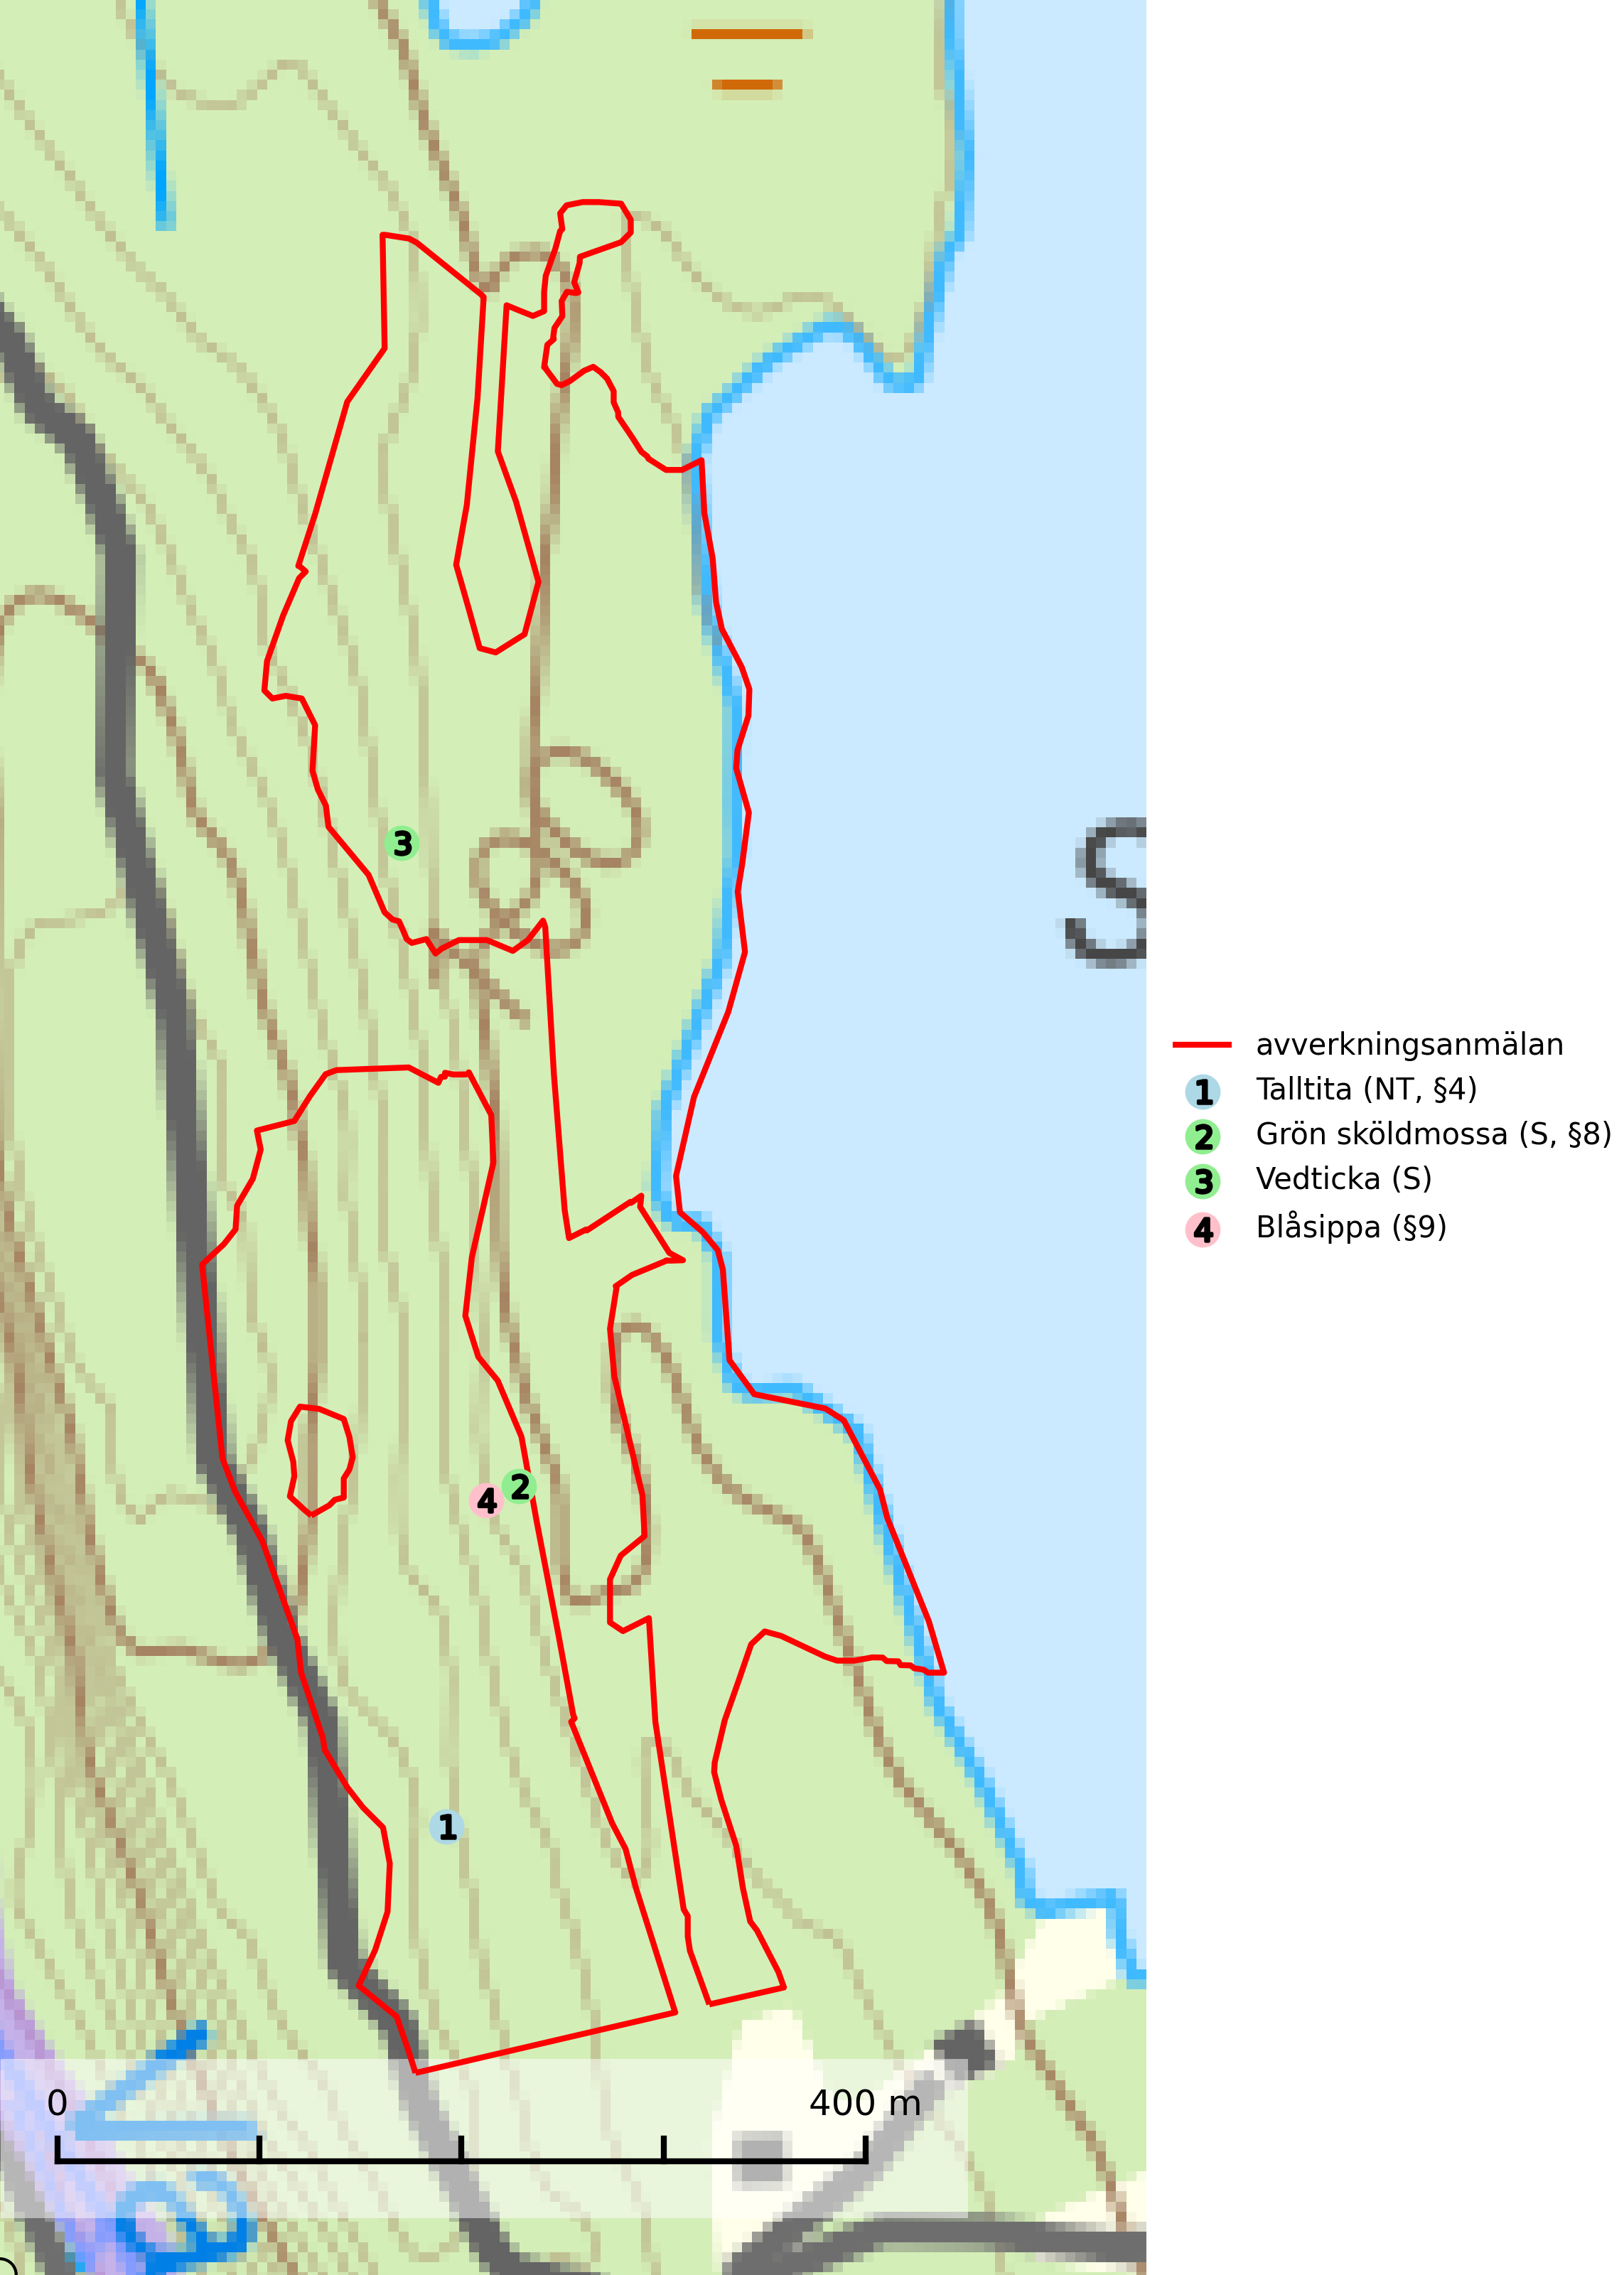 S
3
avverkningsanmälan
1 Talltita (NT, §4)
2 Grön sköldmossa (S, §8)
3 Vedticka (S)
4 Blåsippa (§9)
4 2
1
0 400 m